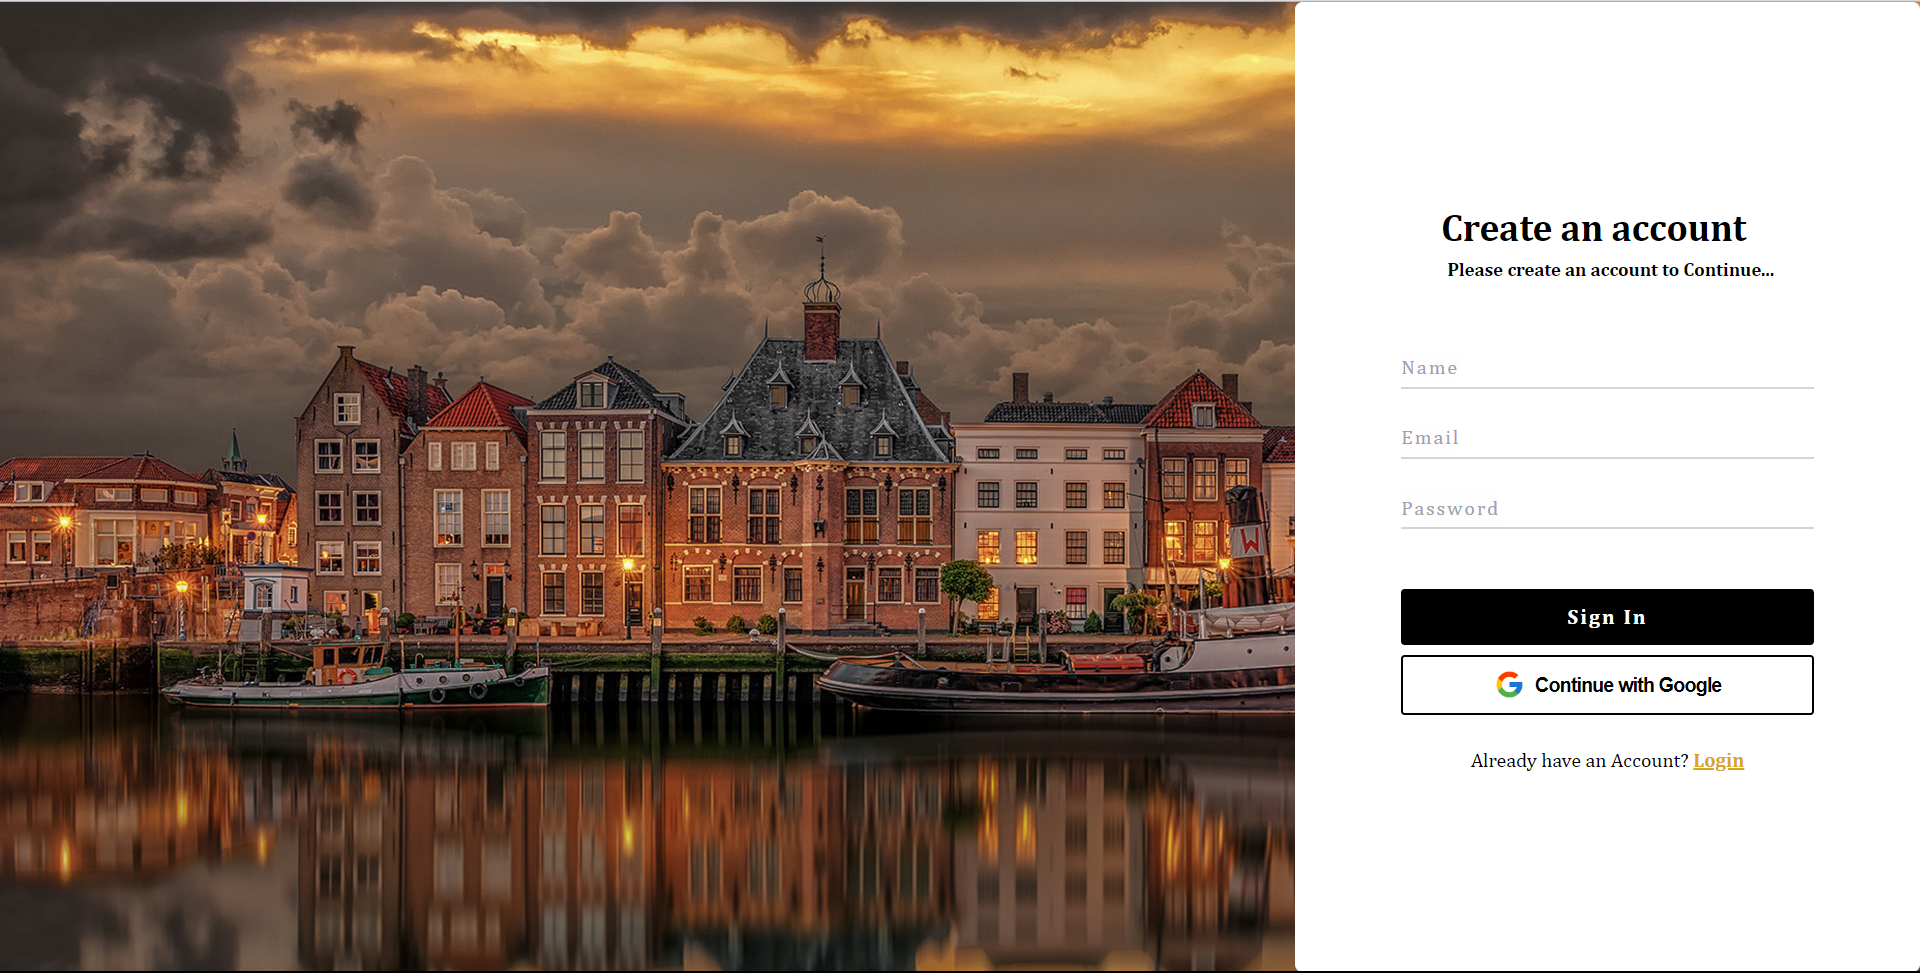 Create an account
Please create an account to Continue...
Name
Email
Password
Sign In
Continue with Google
Already have an Account? Login
W